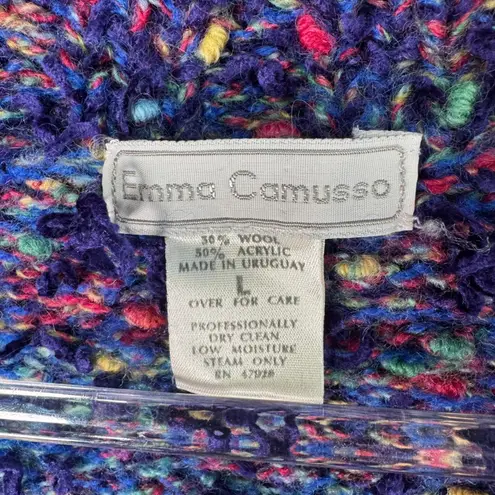 Emma Camusso
50% WOOL
50% ACRYLIC
MADE IN URUGUAY
L
OVER FOR CARE
PROFESSIONALLY
DRY CLEAN
LOW MOISTURE
STEAM ONLY
RN 47928